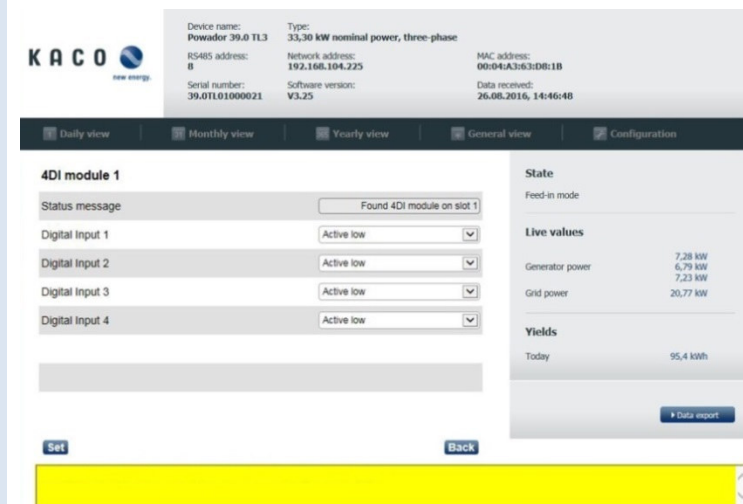 KACO
new energy.
Device name:
Powador 39.0 TL3
Type:
33,30 kW nominal power, three-phase
RS485 address:
8
Network address:
192.168.104.225
MAC address:
00:04:A3:63:D8:1B
Serial number:
39.0TL01000021
Software version:
V3.25
Data received:
26.08.2016, 14:46:48
Daily view
Monthly view
Yearly view
General view
Configuration
4DI module 1
Status message Found 4DI module on slot 1
Digital Input 1 Active low
Digital Input 2 Active low
Digital Input 3 Active low
Digital Input 4 Active low
Set
Back
State
Feed-in mode
Live values
Generator power
7,28 kW
6,79 kW
7,23 kW
Grid power 20,77 kW
Yields
Today 95,4 kWh
Data export